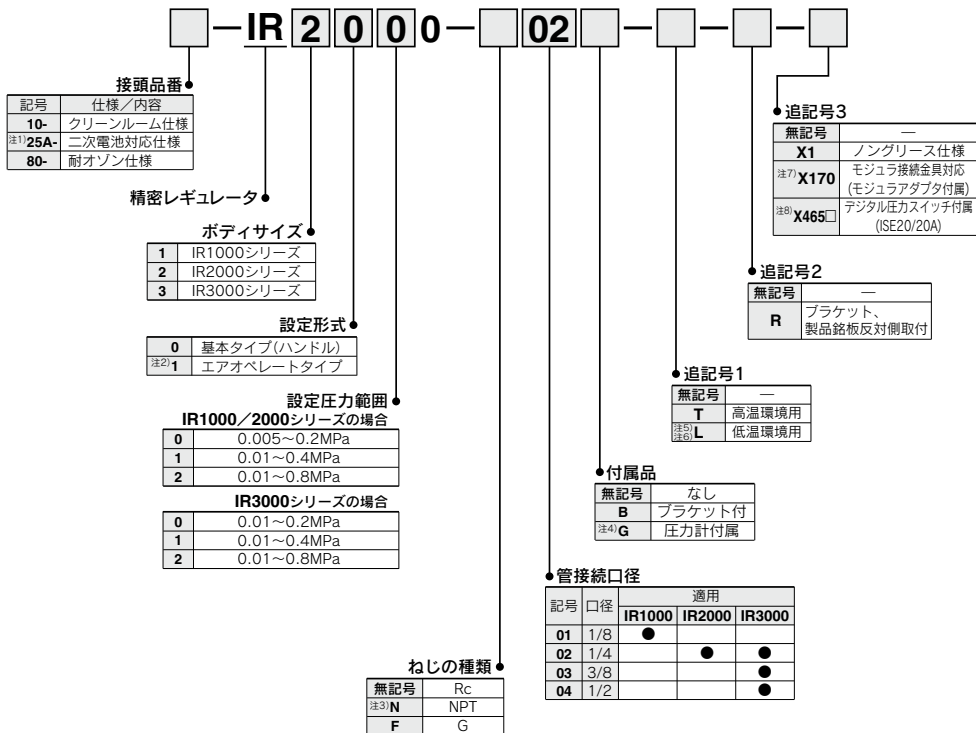 □-IR2000-□02□-□-□-□
接頭品番
記号 仕様/内容
10- クリーンルーム仕様
注1)25A- 二次電池対応仕様
80- 耐オゾン仕様
精密レギュレータ
ボディサイズ
1 IR1000シリーズ
2 IR2000シリーズ
3 IR3000シリーズ
設定形式
0 基本タイプ(ハンドル)
注2)1 エアオペレートタイプ
設定圧力範囲
IR1000/2000シリーズの場合
0 0.005~0.2MPa
1 0.01~0.4MPa
2 0.01~0.8MPa
IR3000シリーズの場合
0 0.01~0.2MPa
1 0.01~0.4MPa
2 0.01~0.8MPa
ねじの種類
無記号 Rc
注3)N NPT
F G
管接続口径
記号 口径 適用
IR1000 IR2000 IR3000
01 1/8 ●
02 1/4 ● ●
03 3/8 ●
04 1/2 ●
付属品
無記号 なし
B ブラケット付
注4)G 圧力計付属
追記号1
無記号 —
T 高温環境用
注5)注6)L 低温環境用
追記号2
無記号 —
R ブラケット、
製品銘板反対側取付
追記号3
無記号 —
X1 ノングリース仕様
注7)X170 モジュラ接続金具対応
(モジュラアダプタ付属)
注8)X465□ デジタル圧力スイッチ付属
(ISE20/20A)